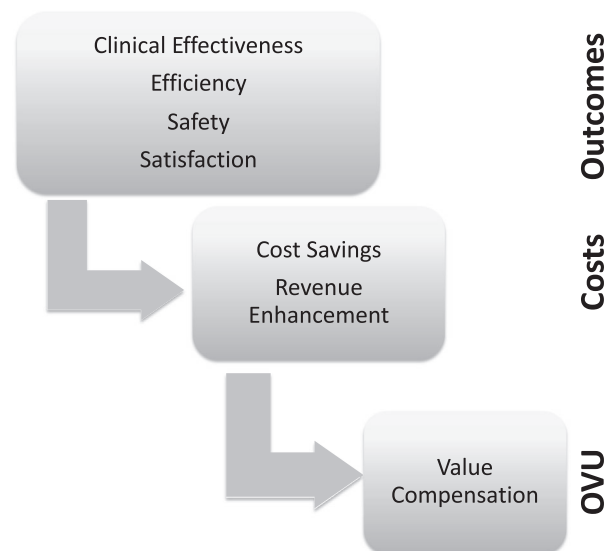 Clinical Effectiveness
Efficiency
Safety
Satisfaction
Outcomes
Cost Savings
Revenue
Enhancement
Costs
Value
Compensation
OVU